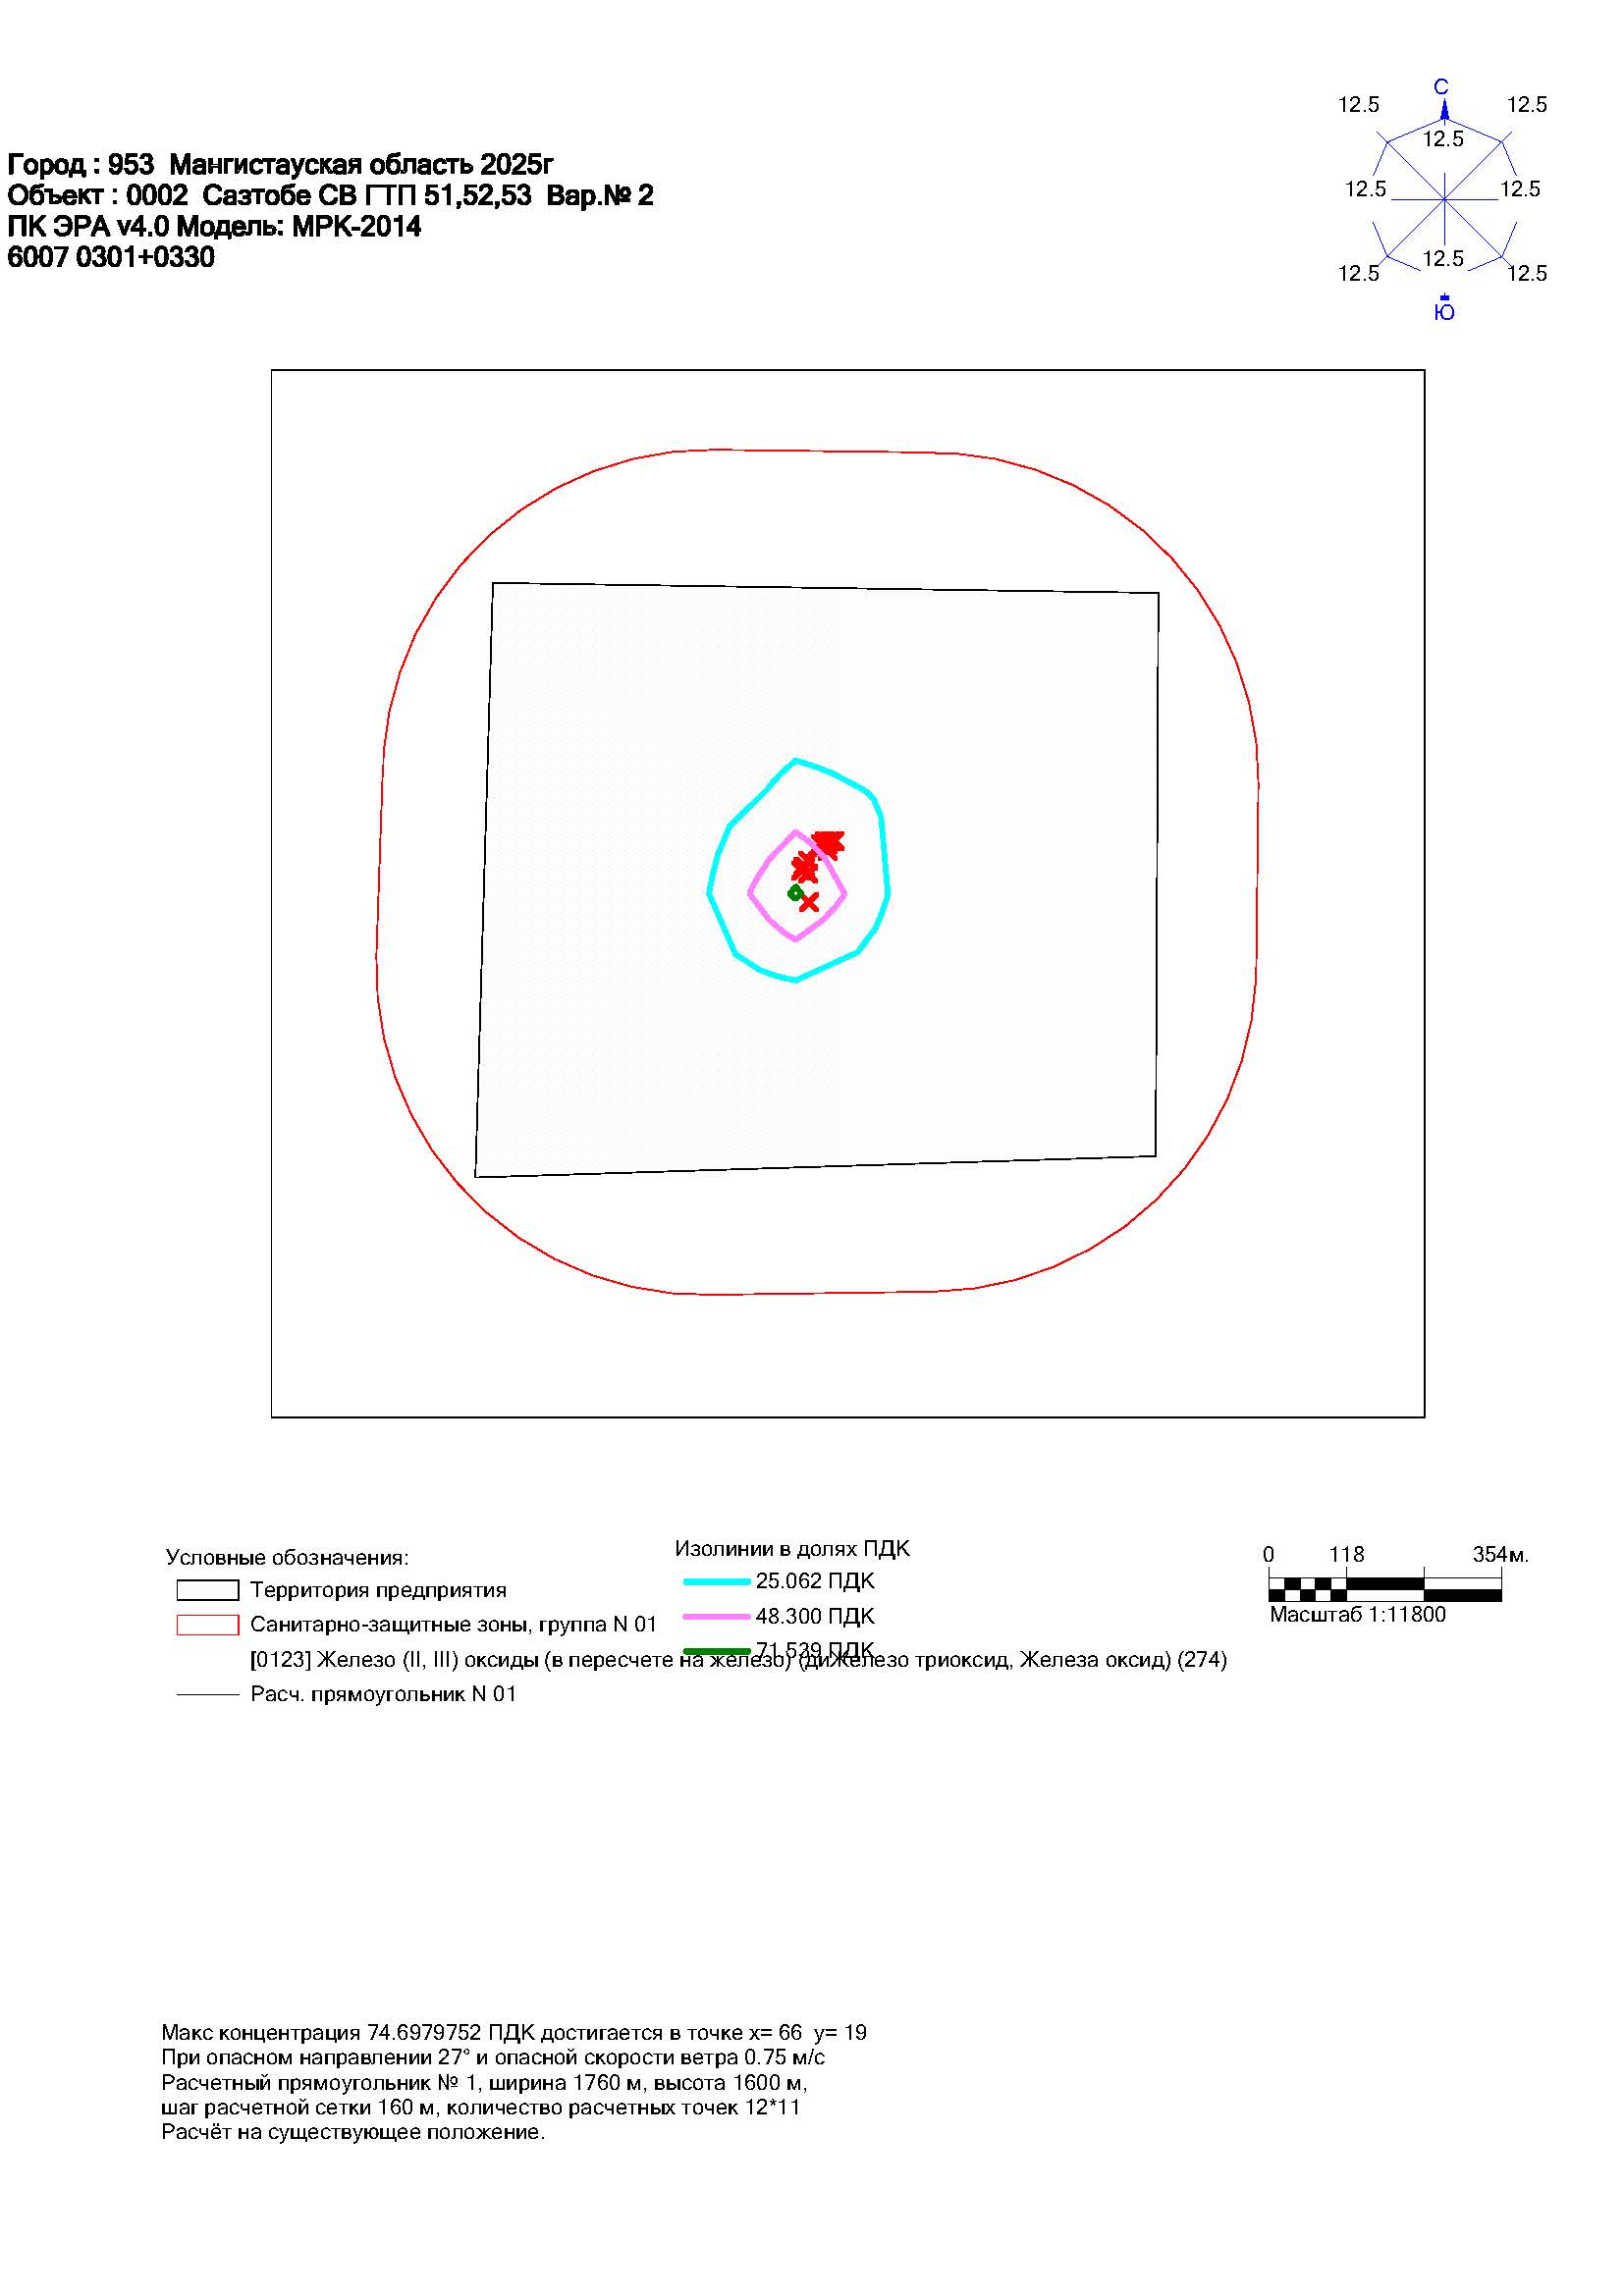 С
12.5
12.5
12.5
12.5
12.5
12.5
12.5
12.5
Ю
Город : 953 Мангистауская область 2025г
Объект : 0002 Сазтобе СВ ГТП 51,52,53 Вар.№ 2
ПК ЭРА v4.0 Модель: МРК-2014
6007 0301+0330
Условные обозначения:
Территория предприятия
Санитарно-защитные зоны, группа N 01
[0123] Железо (II, III) оксиды (в пересчете на железо) (диЖелезо триоксид, Железа оксид) (274)
Расч. прямоугольник N 01
Изолинии в долях ПДК
25.062 ПДК
48.300 ПДК
71.539 ПДК
0 118 354м.
Масштаб 1:11800
Макс концентрация 74.6979752 ПДК достигается в точке x= 66 y= 19
При опасном направлении 27° и опасной скорости ветра 0.75 м/с
Расчетный прямоугольник № 1, ширина 1760 м, высота 1600 м,
шаг расчетной сетки 160 м, количество расчетных точек 12*11
Расчёт на существующее положение.